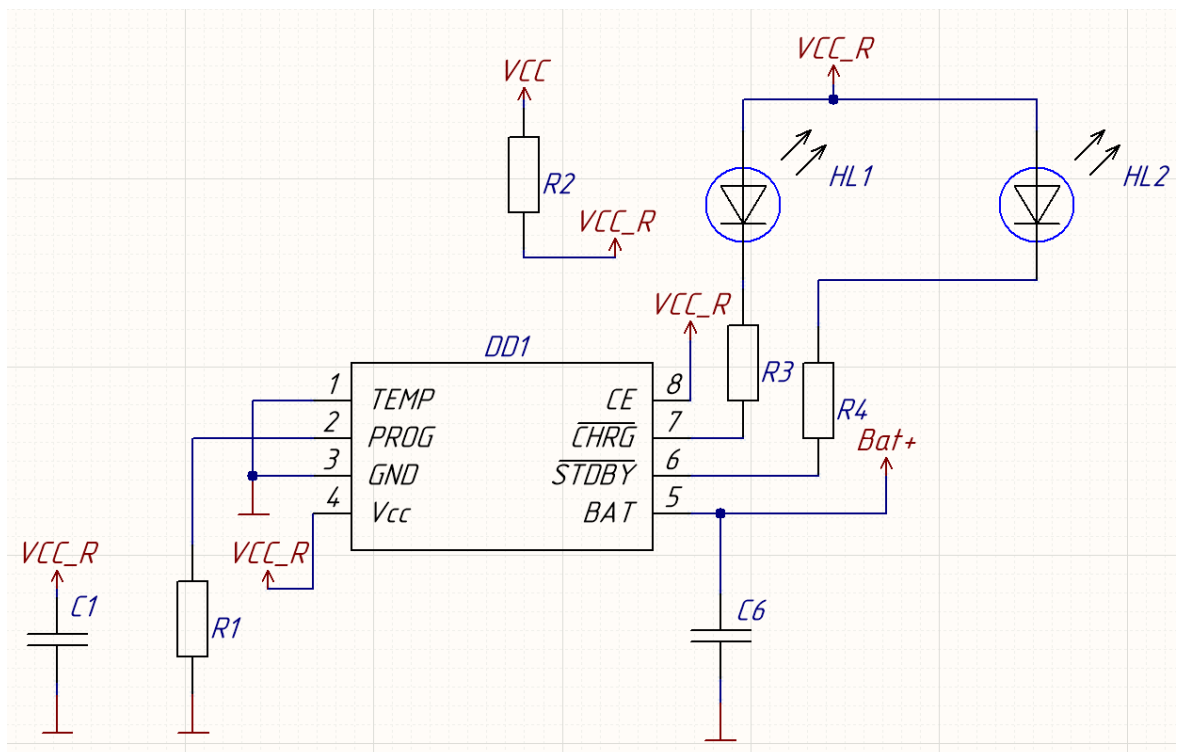 VCC_R
VCC
HL1
HL2
R2
VCC_R
VCC_R
DD1
R3
1 TEMP CE 8
R4
2 PROG CHRG 7
Bat+
3 GND STDBY 6
4 Vcc BAT 5
VCC_R
VCC_R
C1
C6
R1